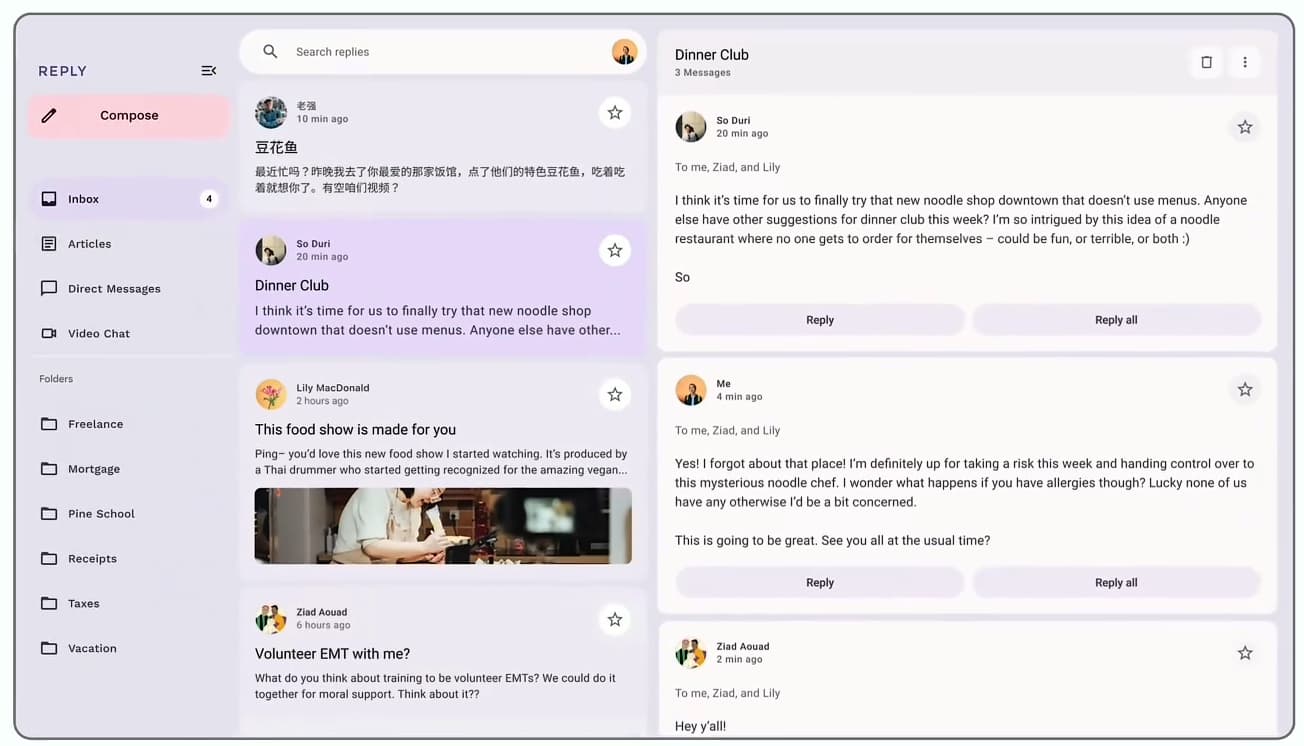 REPLY
Compose
Inbox
4
Articles
Direct Messages
Video Chat
Folders
Freelance
Mortgage
Pine School
Receipts
Taxes
Vacation
Search replies
老强
10 min ago
豆花鱼
最近忙吗？昨晚我去了你最爱的那家饭馆，点了他们的特色豆花鱼，吃着吃
着就想你了。有空咱们视频？
So Duri
20 min ago
Dinner Club
I think it's time for us to finally try that new noodle shop
downtown that doesn't use menus. Anyone else have other...
Lily MacDonald
2 hours ago
This food show is made for you
Ping– you'd love this new food show I started watching. It's produced by
a Thai drummer who started getting recognized for the amazing vegan...
Ziad Aouad
6 hours ago
Volunteer EMT with me?
What do you think about training to be volunteer EMTs? We could do it
together for moral support. Think about it??
Dinner Club
3 Messages
So Duri
20 min ago
To me, Ziad, and Lily
I think it's time for us to finally try that new noodle shop downtown that doesn't use menus. Anyone
else have other suggestions for dinner club this week? I'm so intrigued by this idea of a noodle
restaurant where no one gets to order for themselves – could be fun, or terrible, or both :)
So
Reply
Reply all
Me
4 min ago
To me, Ziad, and Lily
Yes! I forgot about that place! I'm definitely up for taking a risk this week and handing control over to
this mysterious noodle chef. I wonder what happens if you have allergies though? Lucky none of us
have any otherwise I'd be a bit concerned.
This is going to be great. See you all at the usual time?
Reply
Reply all
Ziad Aouad
2 min ago
To me, Ziad, and Lily
Hey y'all!